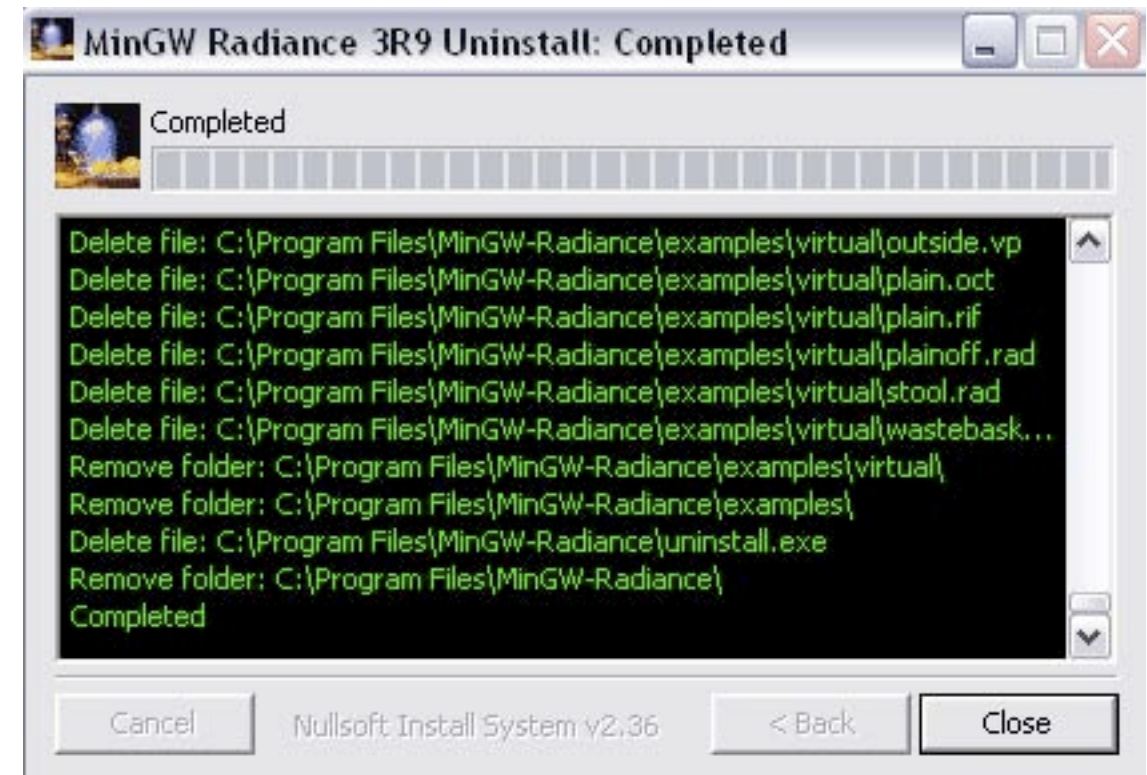 MinGW Radiance 3R9 Uninstall: Completed
Completed
Delete file: C:\Program Files\MinGW-Radiance\examples\virtual\outside.vp
Delete file: C:\Program Files\MinGW-Radiance\examples\virtual\plain.oct
Delete file: C:\Program Files\MinGW-Radiance\examples\virtual\plain.rif
Delete file: C:\Program Files\MinGW-Radiance\examples\virtual\plainoff.rad
Delete file: C:\Program Files\MinGW-Radiance\examples\virtual\stool.rad
Delete file: C:\Program Files\MinGW-Radiance\examples\virtual\wastebask...
Remove folder: C:\Program Files\MinGW-Radiance\examples\virtual\
Remove folder: C:\Program Files\MinGW-Radiance\examples\
Delete file: C:\Program Files\MinGW-Radiance\uninstall.exe
Remove folder: C:\Program Files\MinGW-Radiance\
Completed
Cancel Nullsoft Install System v2.36 < Back Close